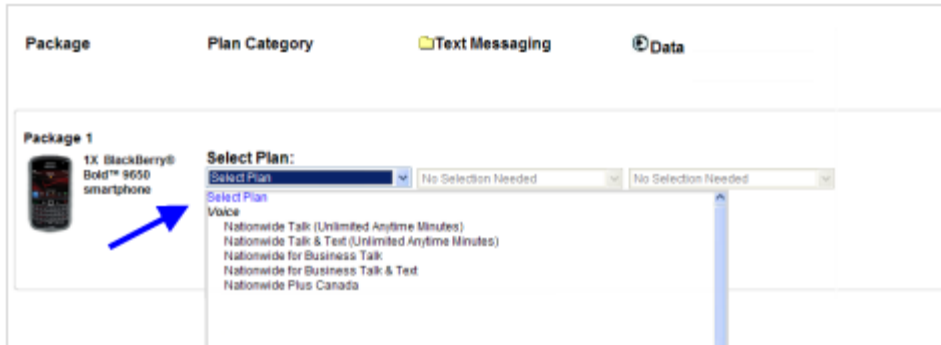 Package Plan Category Text Messaging Data
Package 1
1X BlackBerry®
Bold™ 9650
smartphone
Select Plan:
Select Plan No Selection Needed No Selection Needed
Select Plan
Voice
Nationwide Talk (Unlimited Anytime Minutes)
Nationwide Talk & Text (Unlimited Anytime Minutes)
Nationwide for Business Talk
Nationwide for Business Talk & Text
Nationwide Plus Canada